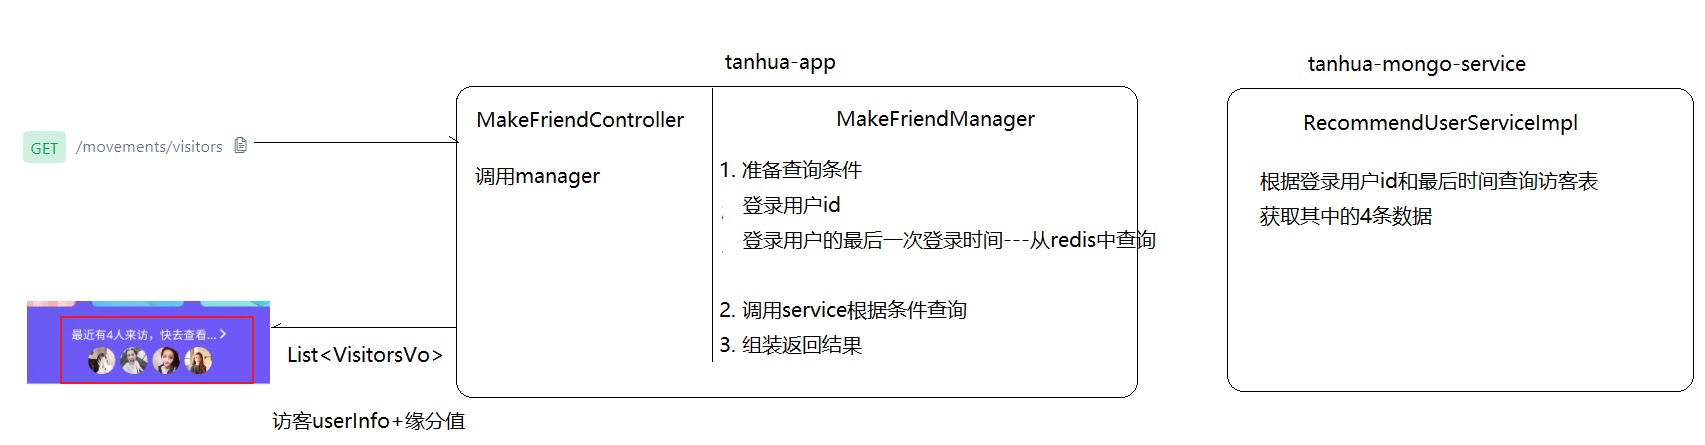 tanhua-app
tanhua-mongo-service
GET /movements/visitors
MakeFriendController
调用manager
MakeFriendManager
1. 准备查询条件
登录用户id
登录用户的最后一次登录时间---从redis中查询
2. 调用service根据条件查询
3. 组装返回结果
RecommendUserServiceImpl
根据登录用户id和最后时间查询访客表
获取其中的4条数据
最近有4人来访，快去查看...
List<VisitorsVo>
访客userInfo+缘分值